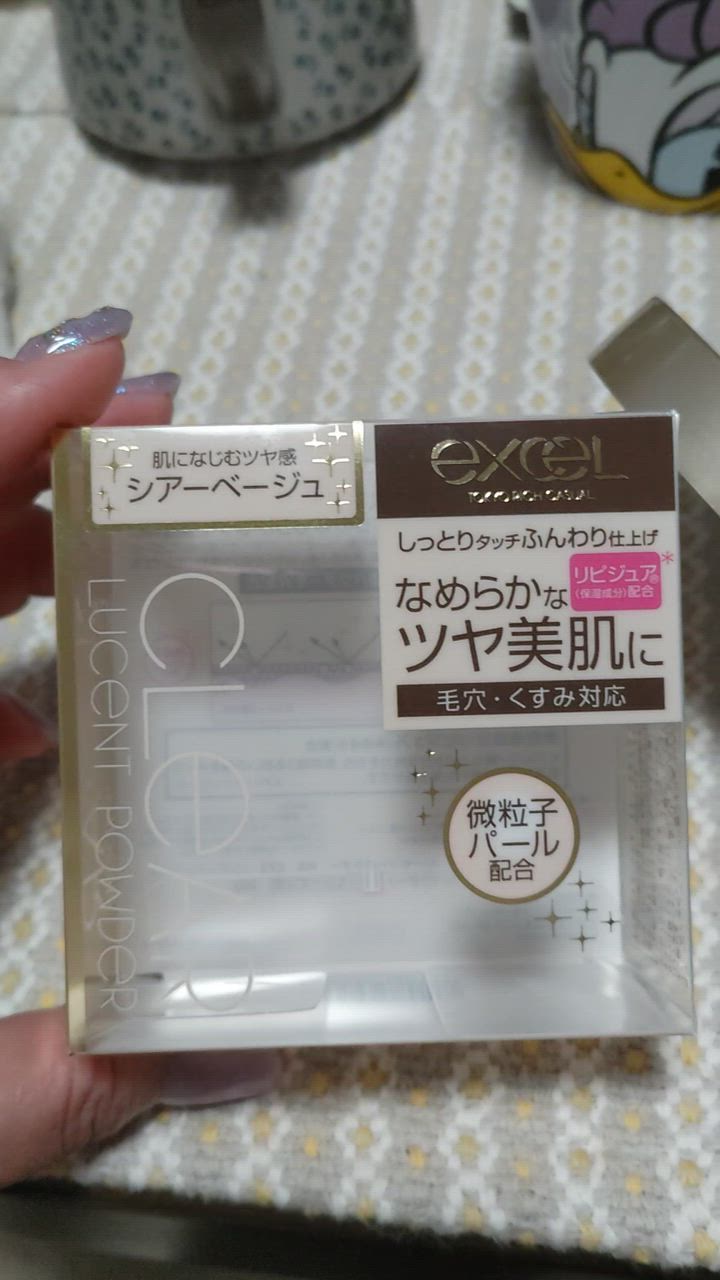 肌になじむツヤ感
シアーベージュ
excel
TOKYO RICH CASUAL
しっとりタッチふんわり仕上げ
なめらかな
リピジュア®
(保湿成分)配合
*
ツヤ美肌に
毛穴・くすみ対応
微粒子
パール
配合
CLEAR
LUCENT POWDER